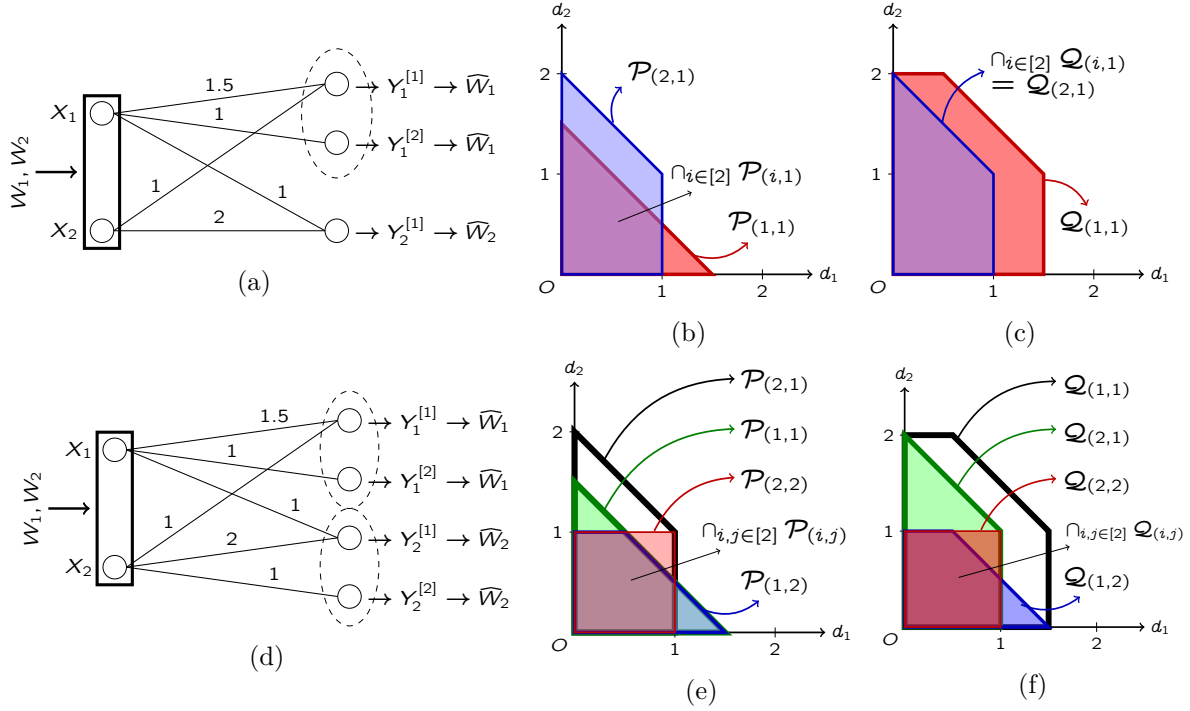 W₁, W₂
X₁
X₂
1.5
1
1
1
2
→ Y₁^[1] → Ŵ₁
→ Y₁^[2] → Ŵ₁
→ Y₂^[1] → Ŵ₂
(a)
d₂
2
1
O
1
2
d₁
𝒫(2,1)
∩i∈[2] 𝒫(i,1)
𝒫(1,1)
(b)
d₂
2
1
O
1
2
d₁
∩i∈[2] 𝒬(i,1)
= 𝒬(2,1)
𝒬(1,1)
(c)
W₁, W₂
X₁
X₂
1.5
1
1
1
2
1
→ Y₁^[1] → Ŵ₁
→ Y₁^[2] → Ŵ₁
→ Y₂^[1] → Ŵ₂
→ Y₂^[2] → Ŵ₂
(d)
d₂
2
1
O
1
2
d₁
𝒫(2,1)
𝒫(1,1)
𝒫(2,2)
∩i,j∈[2] 𝒫(i,j)
𝒫(1,2)
(e)
d₂
2
1
O
1
2
d₁
𝒬(1,1)
𝒬(2,1)
𝒬(2,2)
∩i,j∈[2] 𝒬(i,j)
𝒬(1,2)
(f)